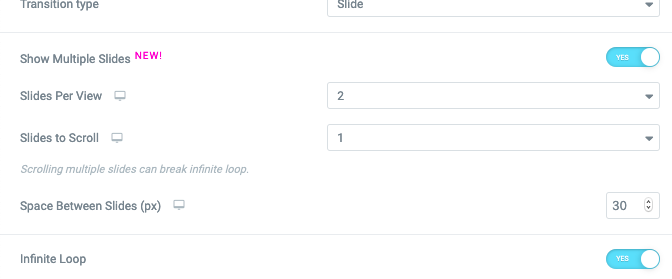 Transition type
Slide
Show Multiple Slides NEW!
YES
Slides Per View
2
Slides to Scroll
1
Scrolling multiple slides can break infinite loop.
Space Between Slides (px)
30
Infinite Loop
YES